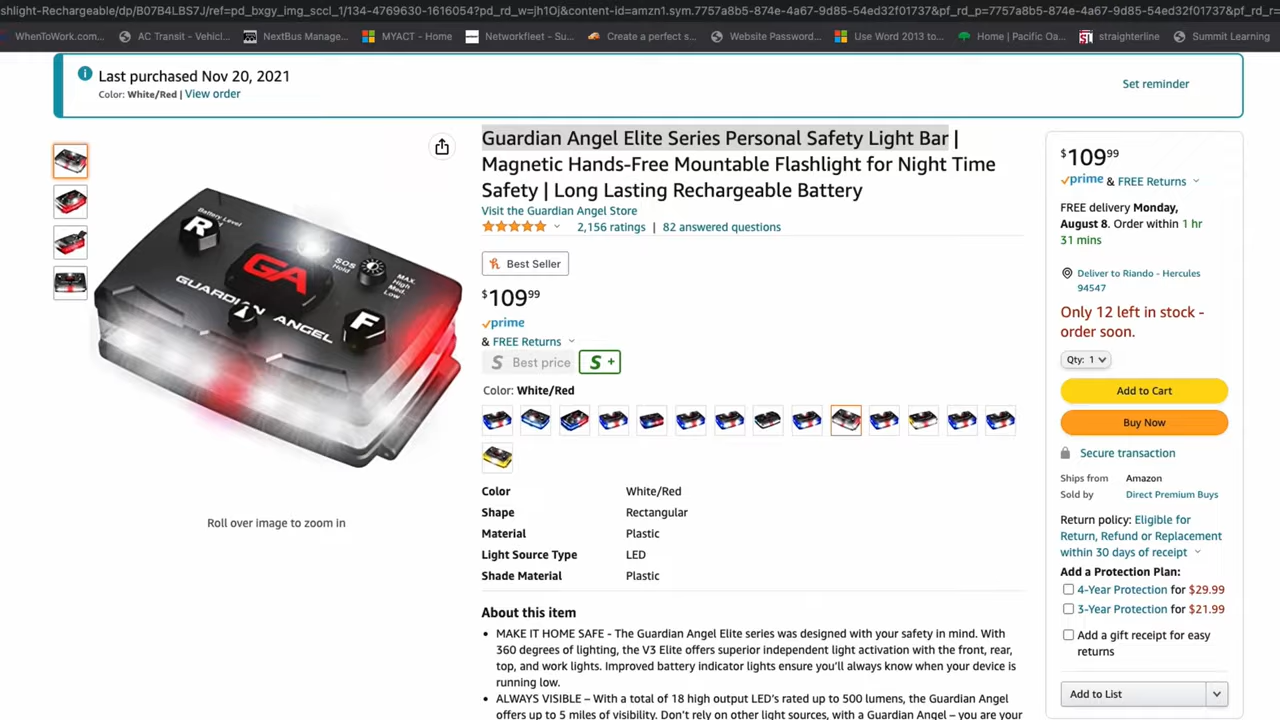 shlight-Rechargeable/dp/B07B4LBS7J/ref=pd_bxgy_img_sccl_1/134-4769630-1616054?pd_rd_w=jh1Oj&content-id=amzn1.sym.7757a8b5-874e-4a67-9d85-54ed32f01737&pf_rd_p=7757a8b5-874e-4a67-9d85-54ed32f01737&pf_rd_r=
WhenToWork.com... AC Transit - Vehicl... NextBus Manage... MYACT - Home Networkfleet - Su... Create a perfect s... Website Password... Use Word 2013 to... Home | Pacific Oa... straighterline Summit Learning
Last purchased Nov 20, 2021
Color: White/Red | View order
Set reminder
Guardian Angel Elite Series Personal Safety Light Bar |
Magnetic Hands-Free Mountable Flashlight for Night Time
Safety | Long Lasting Rechargeable Battery
Visit the Guardian Angel Store
2,156 ratings | 82 answered questions
Best Seller
$109.99
prime
& FREE Returns
S Best price S +
Color: White/Red
Color White/Red
Shape Rectangular
Material Plastic
Light Source Type LED
Shade Material Plastic
About this item
• MAKE IT HOME SAFE - The Guardian Angel Elite series was designed with your safety in mind. With
360 degrees of lighting, the V3 Elite offers superior independent light activation with the front, rear,
top, and work lights. Improved battery indicator lights ensure you'll always know when your device is
running low.
• ALWAYS VISIBLE – With a total of 18 high output LED's rated up to 500 lumens, the Guardian Angel
offers up to 5 miles of visibility. Don't rely on other light sources, with a Guardian Angel – you are your
Battery Level
R
SOS
Hold
MAX.
High
Med.
Low
GA
GUARDIAN ANGEL
F
Roll over image to zoom in
$109.99
prime & FREE Returns
FREE delivery Monday,
August 8. Order within 1 hr
31 mins
Deliver to Riando - Hercules
94547
Only 12 left in stock -
order soon.
Qty: 1
Add to Cart
Buy Now
Secure transaction
Ships from Amazon
Sold by Direct Premium Buys
Return policy: Eligible for
Return, Refund or Replacement
within 30 days of receipt
Add a Protection Plan:
4-Year Protection for $29.99
3-Year Protection for $21.99
Add a gift receipt for easy
returns
Add to List